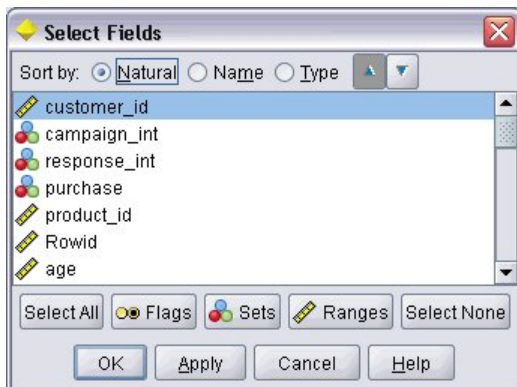 Select Fields
Sort by: Natural Name Type
customer_id
campaign_int
response_int
purchase
product_id
Rowid
age
Select All Flags Sets Ranges Select None
OK Apply Cancel Help